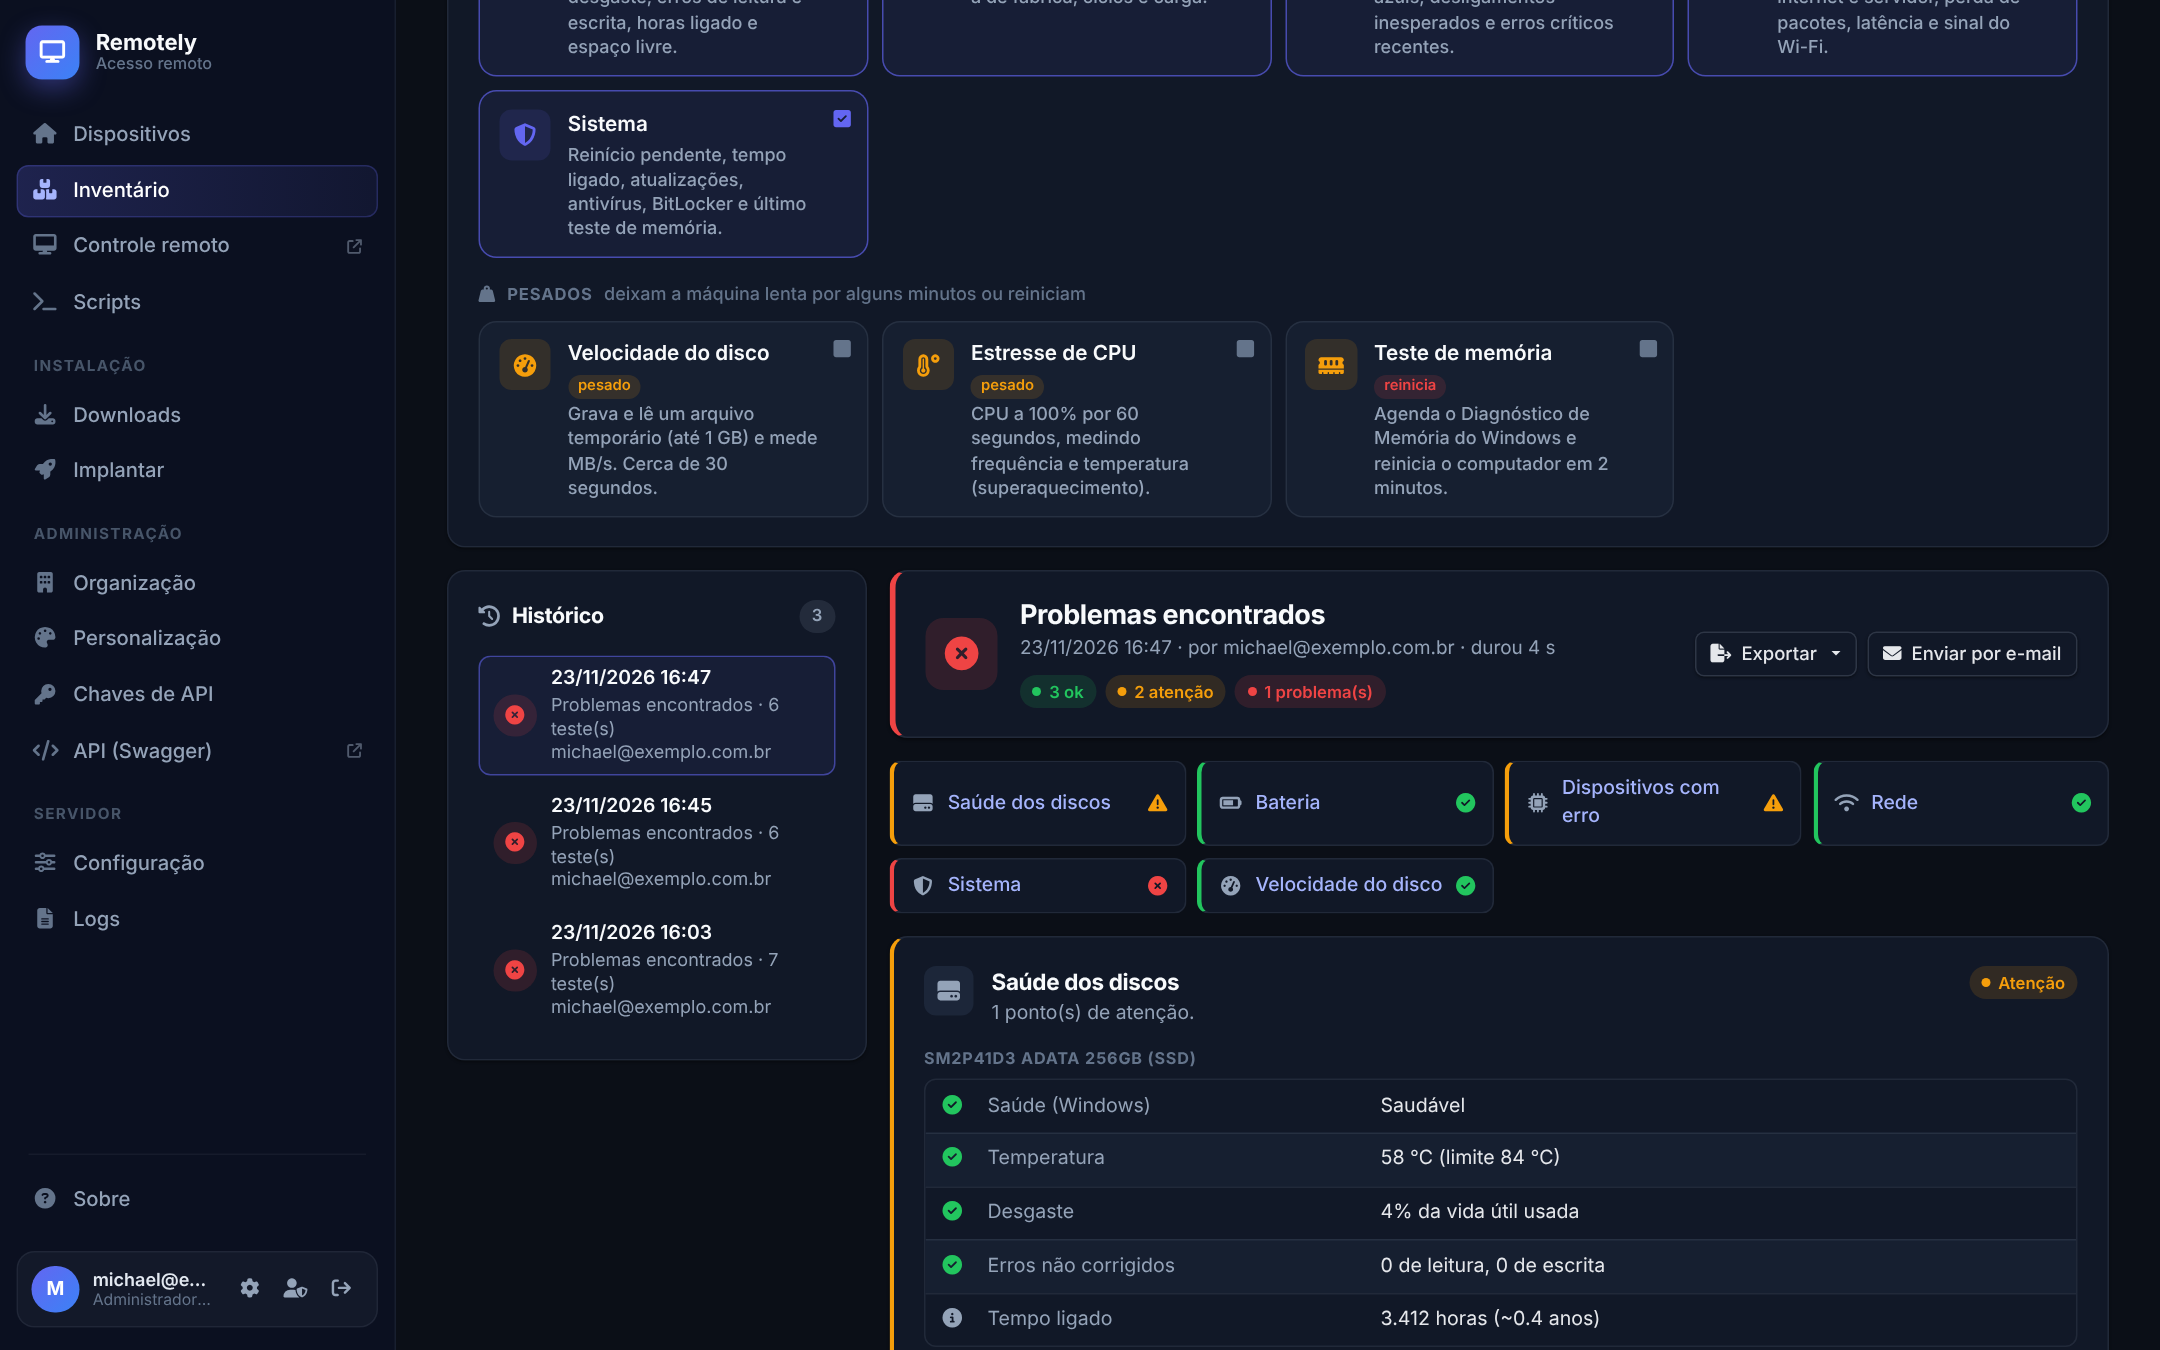 Remotely
Acesso remoto
Dispositivos
Inventário
Controle remoto
Scripts
INSTALAÇÃO
Downloads
Implantar
ADMINISTRAÇÃO
Organização
Personalização
Chaves de API
API (Swagger)
SERVIDOR
Configuração
Logs
Sobre
M
michael@e...
Administrador...
escrita, horas ligado e
espaço livre.
inesperados e erros críticos
recentes.
pacotes, latência e sinal do
Wi-Fi.
Sistema
Reinício pendente, tempo
ligado, atualizações,
antivírus, BitLocker e último
teste de memória.
PESADOS deixam a máquina lenta por alguns minutos ou reiniciam
Velocidade do disco
pesado
Grava e lê um arquivo
temporário (até 1 GB) e mede
MB/s. Cerca de 30
segundos.
Estresse de CPU
pesado
CPU a 100% por 60
segundos, medindo
frequência e temperatura
(superaquecimento).
Teste de memória
reinicia
Agenda o Diagnóstico de
Memória do Windows e
reinicia o computador em 2
minutos.
Histórico 3
23/11/2026 16:47
Problemas encontrados · 6
teste(s)
michael@exemplo.com.br
23/11/2026 16:45
Problemas encontrados · 6
teste(s)
michael@exemplo.com.br
23/11/2026 16:03
Problemas encontrados · 7
teste(s)
michael@exemplo.com.br
Problemas encontrados
23/11/2026 16:47 · por michael@exemplo.com.br · durou 4 s
3 ok 2 atenção 1 problema(s)
Exportar
Enviar por e-mail
Saúde dos discos
Bateria
Dispositivos com
erro
Rede
Sistema
Velocidade do disco
Saúde dos discos
1 ponto(s) de atenção.
Atenção
SM2P41D3 ADATA 256GB (SSD)
Saúde (Windows) Saudável
Temperatura 58 °C (limite 84 °C)
Desgaste 4% da vida útil usada
Erros não corrigidos 0 de leitura, 0 de escrita
Tempo ligado 3.412 horas (~0.4 anos)